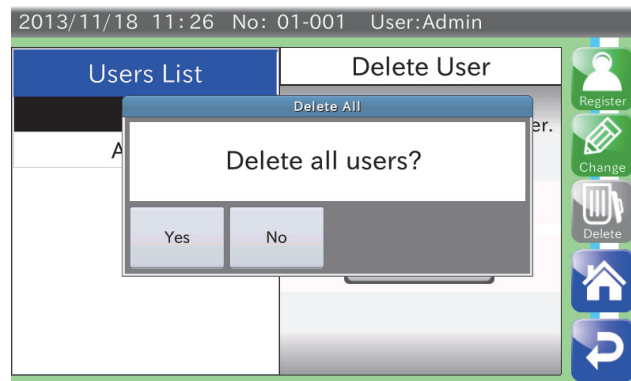 2013/11/18 11:26 No: 01-001 User:Admin
Users List
Delete User
Delete All
er.
A
Delete all users?
Yes
No
Register
Change
Delete